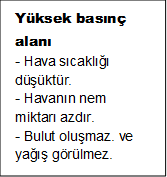 Yüksek basınç
alanı
- Hava sıcaklığı
düşüktür.
- Havanın nem
miktarı azdır.
- Bulut oluşmaz. ve
yağış görülmez.